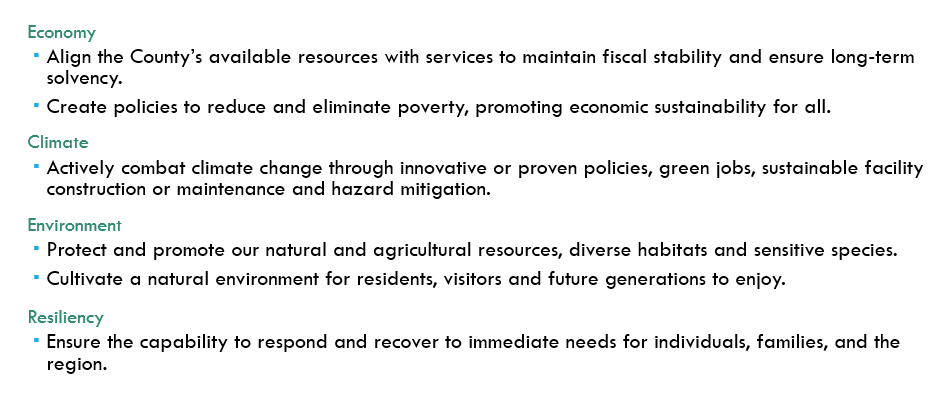 Economy
▪ Align the County’s available resources with services to maintain fiscal stability and ensure long-term
solvency.
▪ Create policies to reduce and eliminate poverty, promoting economic sustainability for all.
Climate
▪ Actively combat climate change through innovative or proven policies, green jobs, sustainable facility
construction or maintenance and hazard mitigation.
Environment
▪ Protect and promote our natural and agricultural resources, diverse habitats and sensitive species.
▪ Cultivate a natural environment for residents, visitors and future generations to enjoy.
Resiliency
▪ Ensure the capability to respond and recover to immediate needs for individuals, families, and the
region.